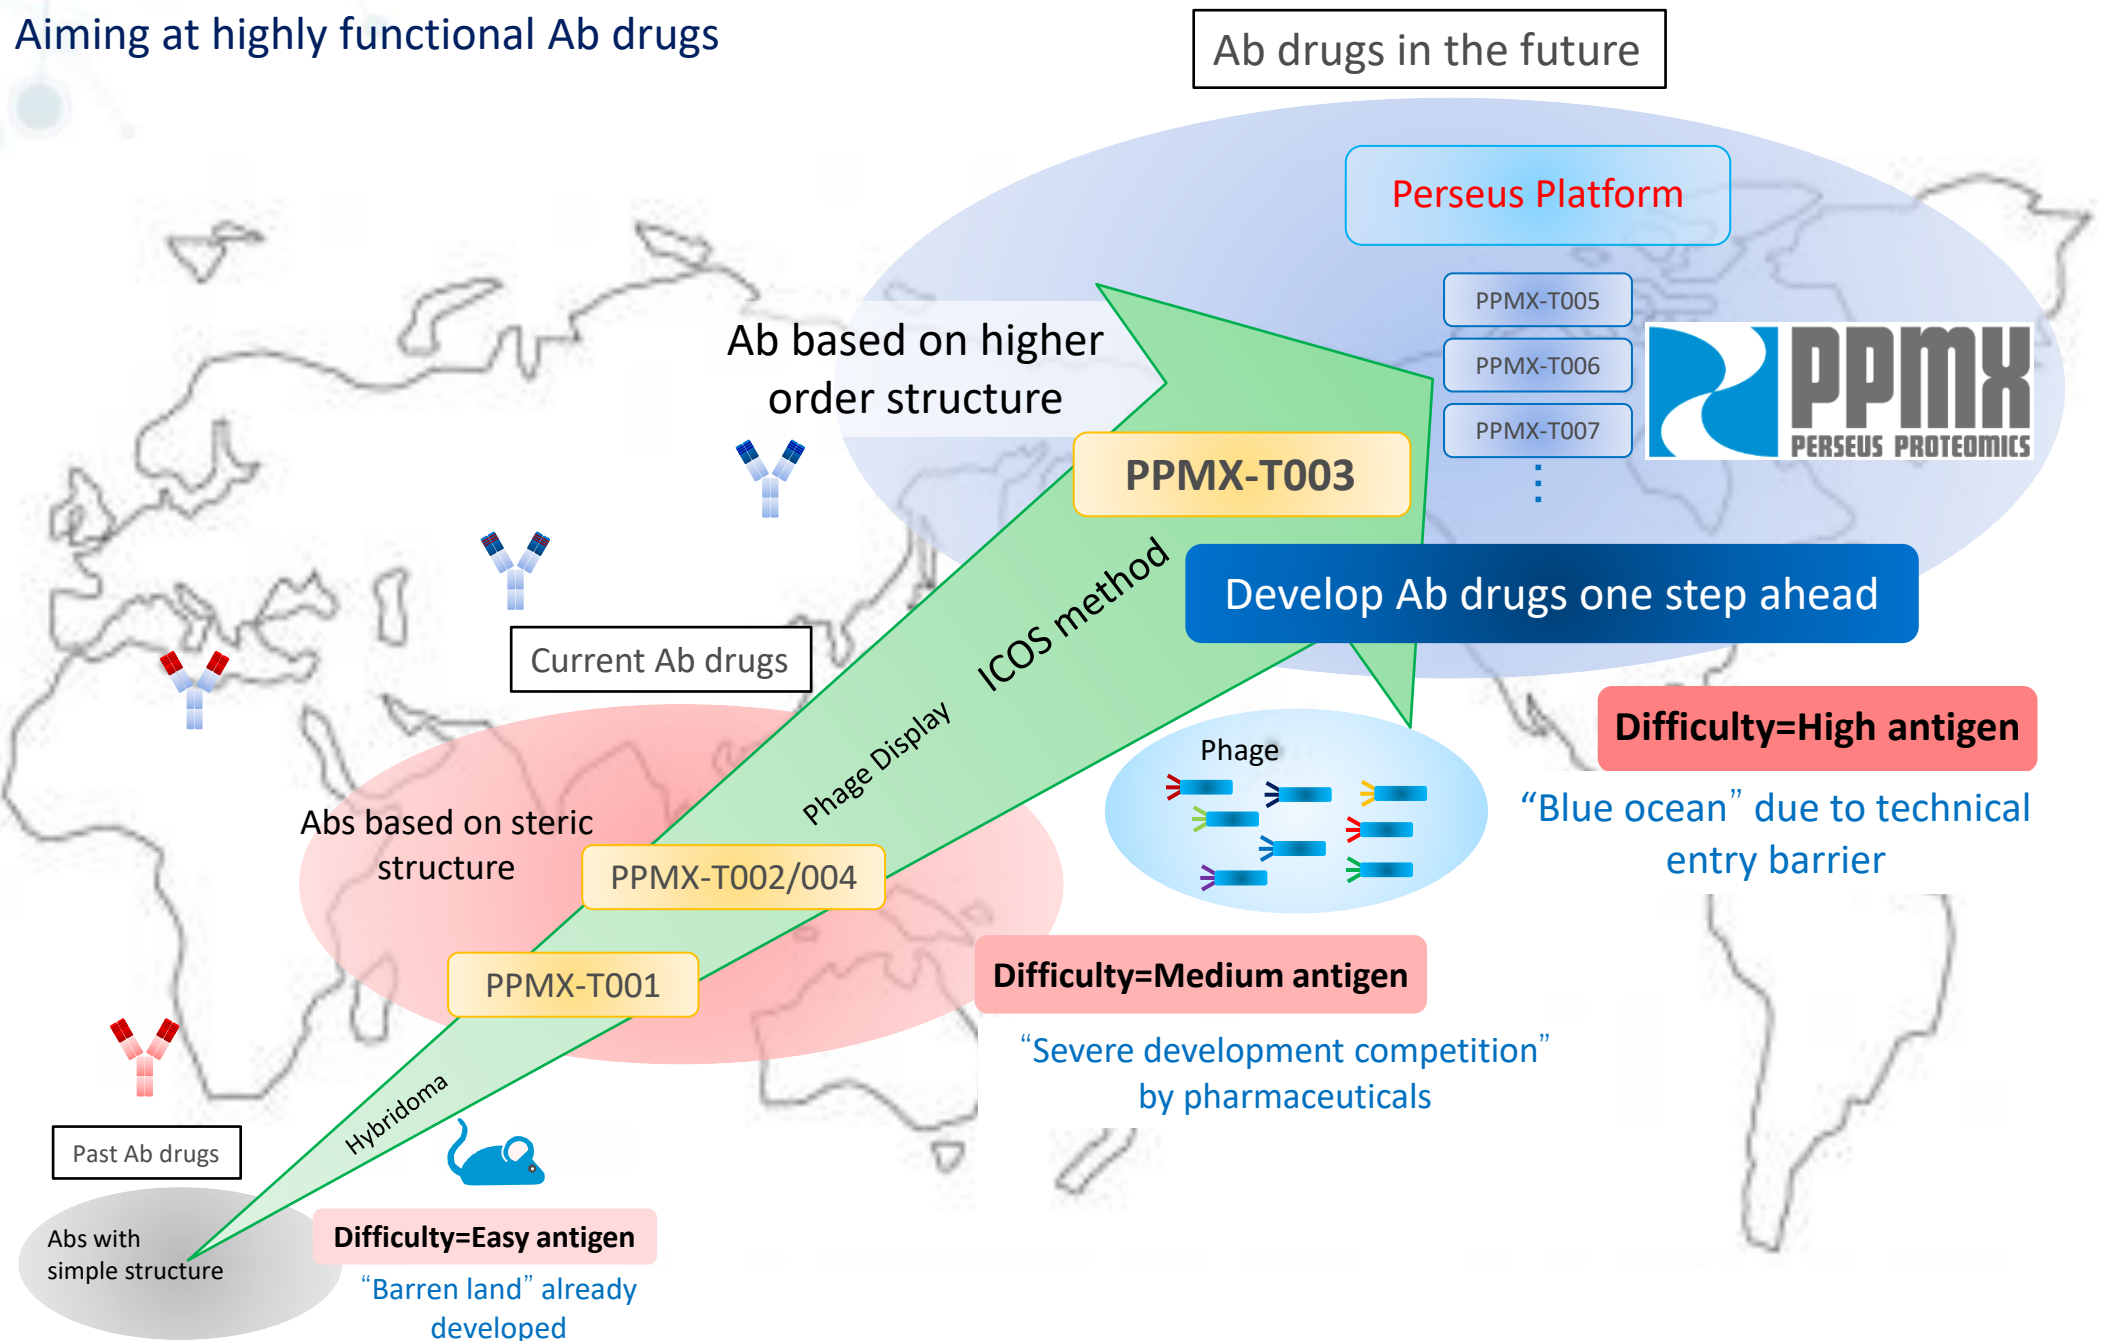 Aiming at highly functional Ab drugs
Ab drugs in the future
Perseus Platform
PPMX-T005
PPMX-T006
PPMX-T007
PPMX
PERSEUS PROTEOMICS
Ab based on higher
order structure
PPMX-T003
Develop Ab drugs one step ahead
ICOS method
Phage Display
Hybridoma
Current Ab drugs
Abs based on steric
structure
PPMX-T002/004
PPMX-T001
Phage
Difficulty=High antigen
“Blue ocean” due to technical
entry barrier
Difficulty=Medium antigen
“Severe development competition”
by pharmaceuticals
Past Ab drugs
Abs with
simple structure
Difficulty=Easy antigen
“Barren land” already
developed